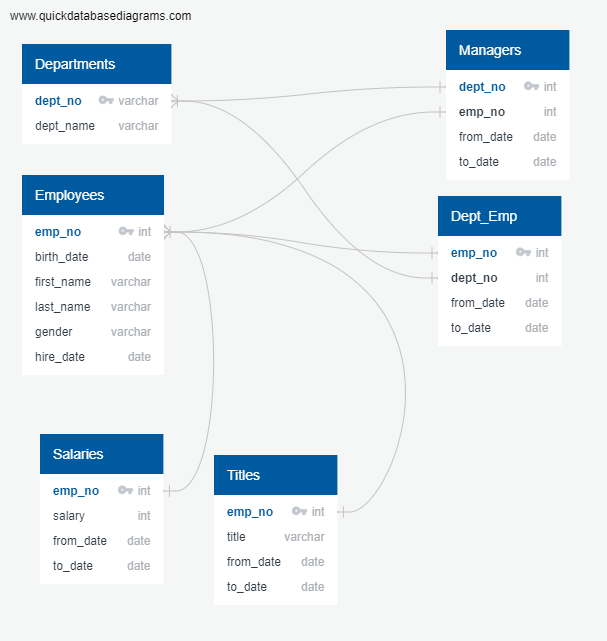 www.quickdatabasediagrams.com
Departments
dept_no varchar
dept_name varchar
Managers
dept_no int
emp_no int
from_date date
to_date date
Employees
emp_no int
birth_date date
first_name varchar
last_name varchar
gender varchar
hire_date date
Dept_Emp
emp_no int
dept_no int
from_date date
to_date date
Salaries
emp_no int
salary int
from_date date
to_date date
Titles
emp_no int
title varchar
from_date date
to_date date